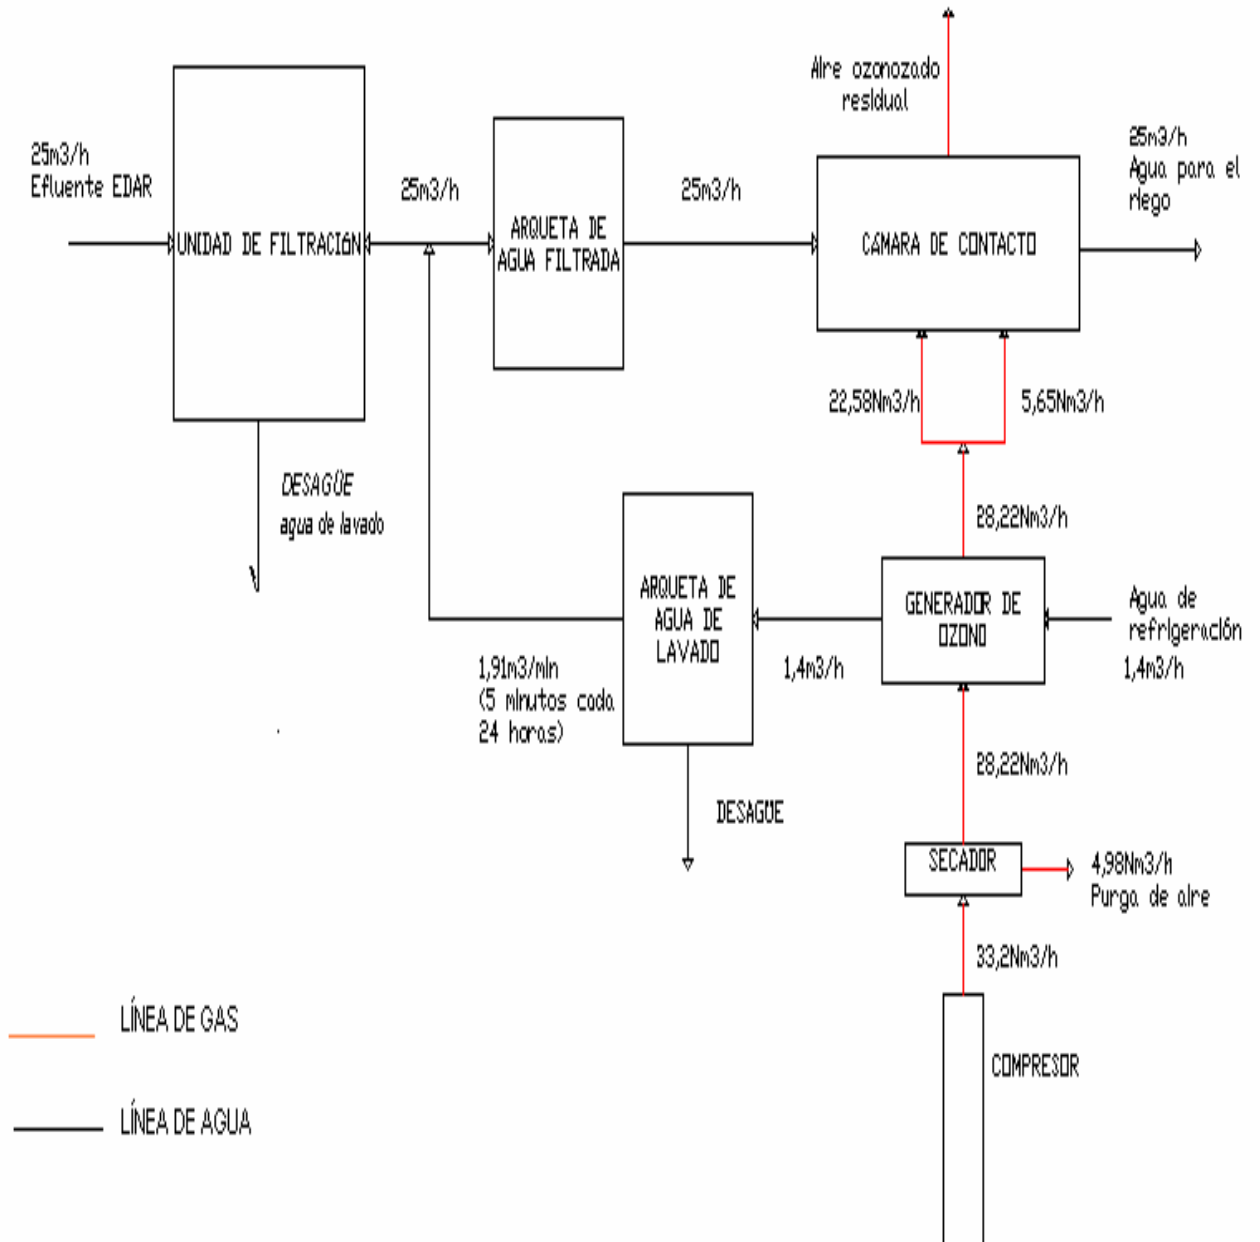 Aire ozonozado
residual
25m3/h
Efluente EDAR
25m3/h
25m3/h
25m3/h
Agua para el
riego
UNIDAD DE FILTRACIÓN
ARQUETA DE
AGUA FILTRADA
CÁMARA DE CONTACTO
22,58Nm3/h
5,65Nm3/h
DESAGÜE
agua de lavado
28,22Nm3/h
ARQUETA DE
AGUA DE
LAVADO
GENERADOR DE
OZONO
Agua de
refrigeración
1,4m3/h
1,91m3/min
(5 minutos cada
24 horas)
1,4m3/h
28,22Nm3/h
DESAGÜE
SECADOR
4,98Nm3/h
Purga de aire
33,2Nm3/h
COMPRESOR
LÍNEA DE GAS
LÍNEA DE AGUA